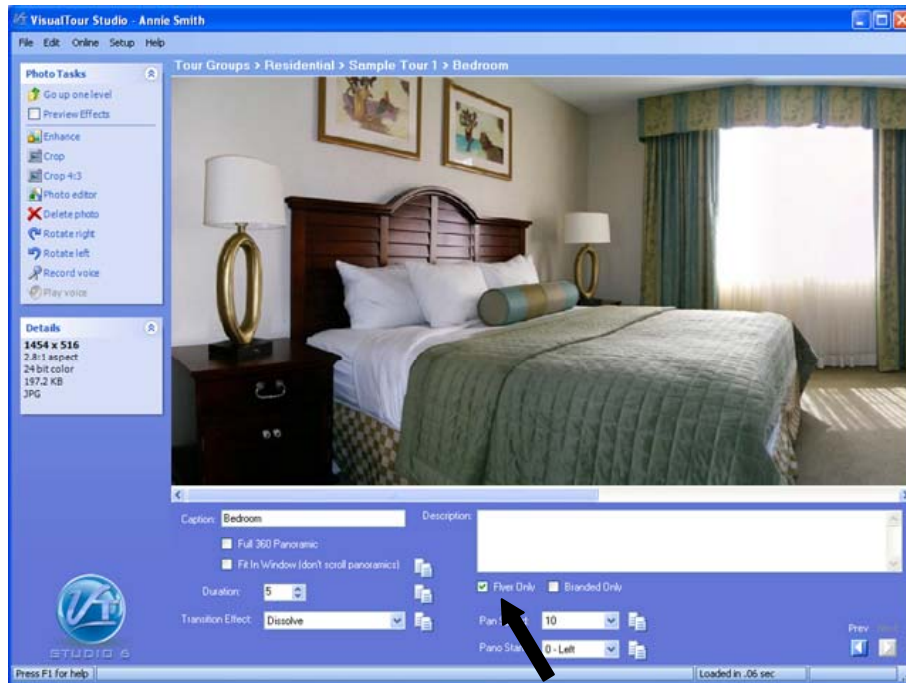 VisualTour Studio - Annie Smith
File Edit Online Setup Help
Photo Tasks
Go up one level
Preview Effects
Enhance
Crop
Crop 4:3
Photo editor
Delete photo
Rotate right
Rotate left
Record voice
Play voice
Details
1454 x 516
2.8:1 aspect
24 bit color
197.2 KB
JPG
Tour Groups > Residential > Sample Tour 1 > Bedroom
Caption: Bedroom
Description:
Full 360 Panoramic
Fit In Window (don't scroll panoramics)
Flyer Only Branded Only
Duration: 5
Transition Effect: Dissolve
Pan 10
Pano 0 - Left
Prev
STUDIO 6
Press F1 for help
Loaded in .06 sec